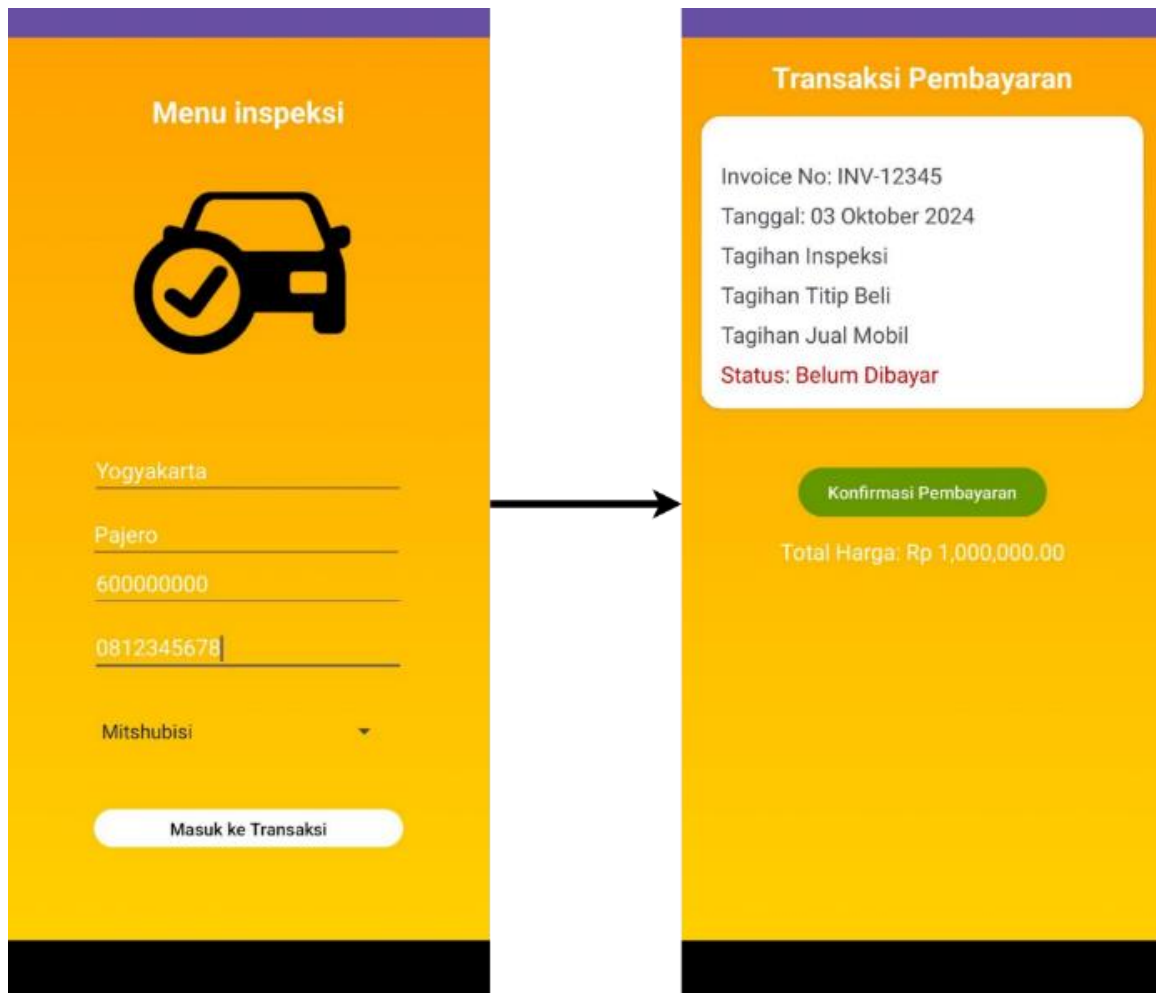 Menu inspeksi
Yogyakarta
Pajero
600000000
0812345678
Mitshubisi
Masuk ke Transaksi
Transaksi Pembayaran
Invoice No: INV-12345
Tanggal: 03 Oktober 2024
Tagihan Inspeksi
Tagihan Titip Beli
Tagihan Jual Mobil
Status: Belum Dibayar
Konfirmasi Pembayaran
Total Harga: Rp 1,000,000.00